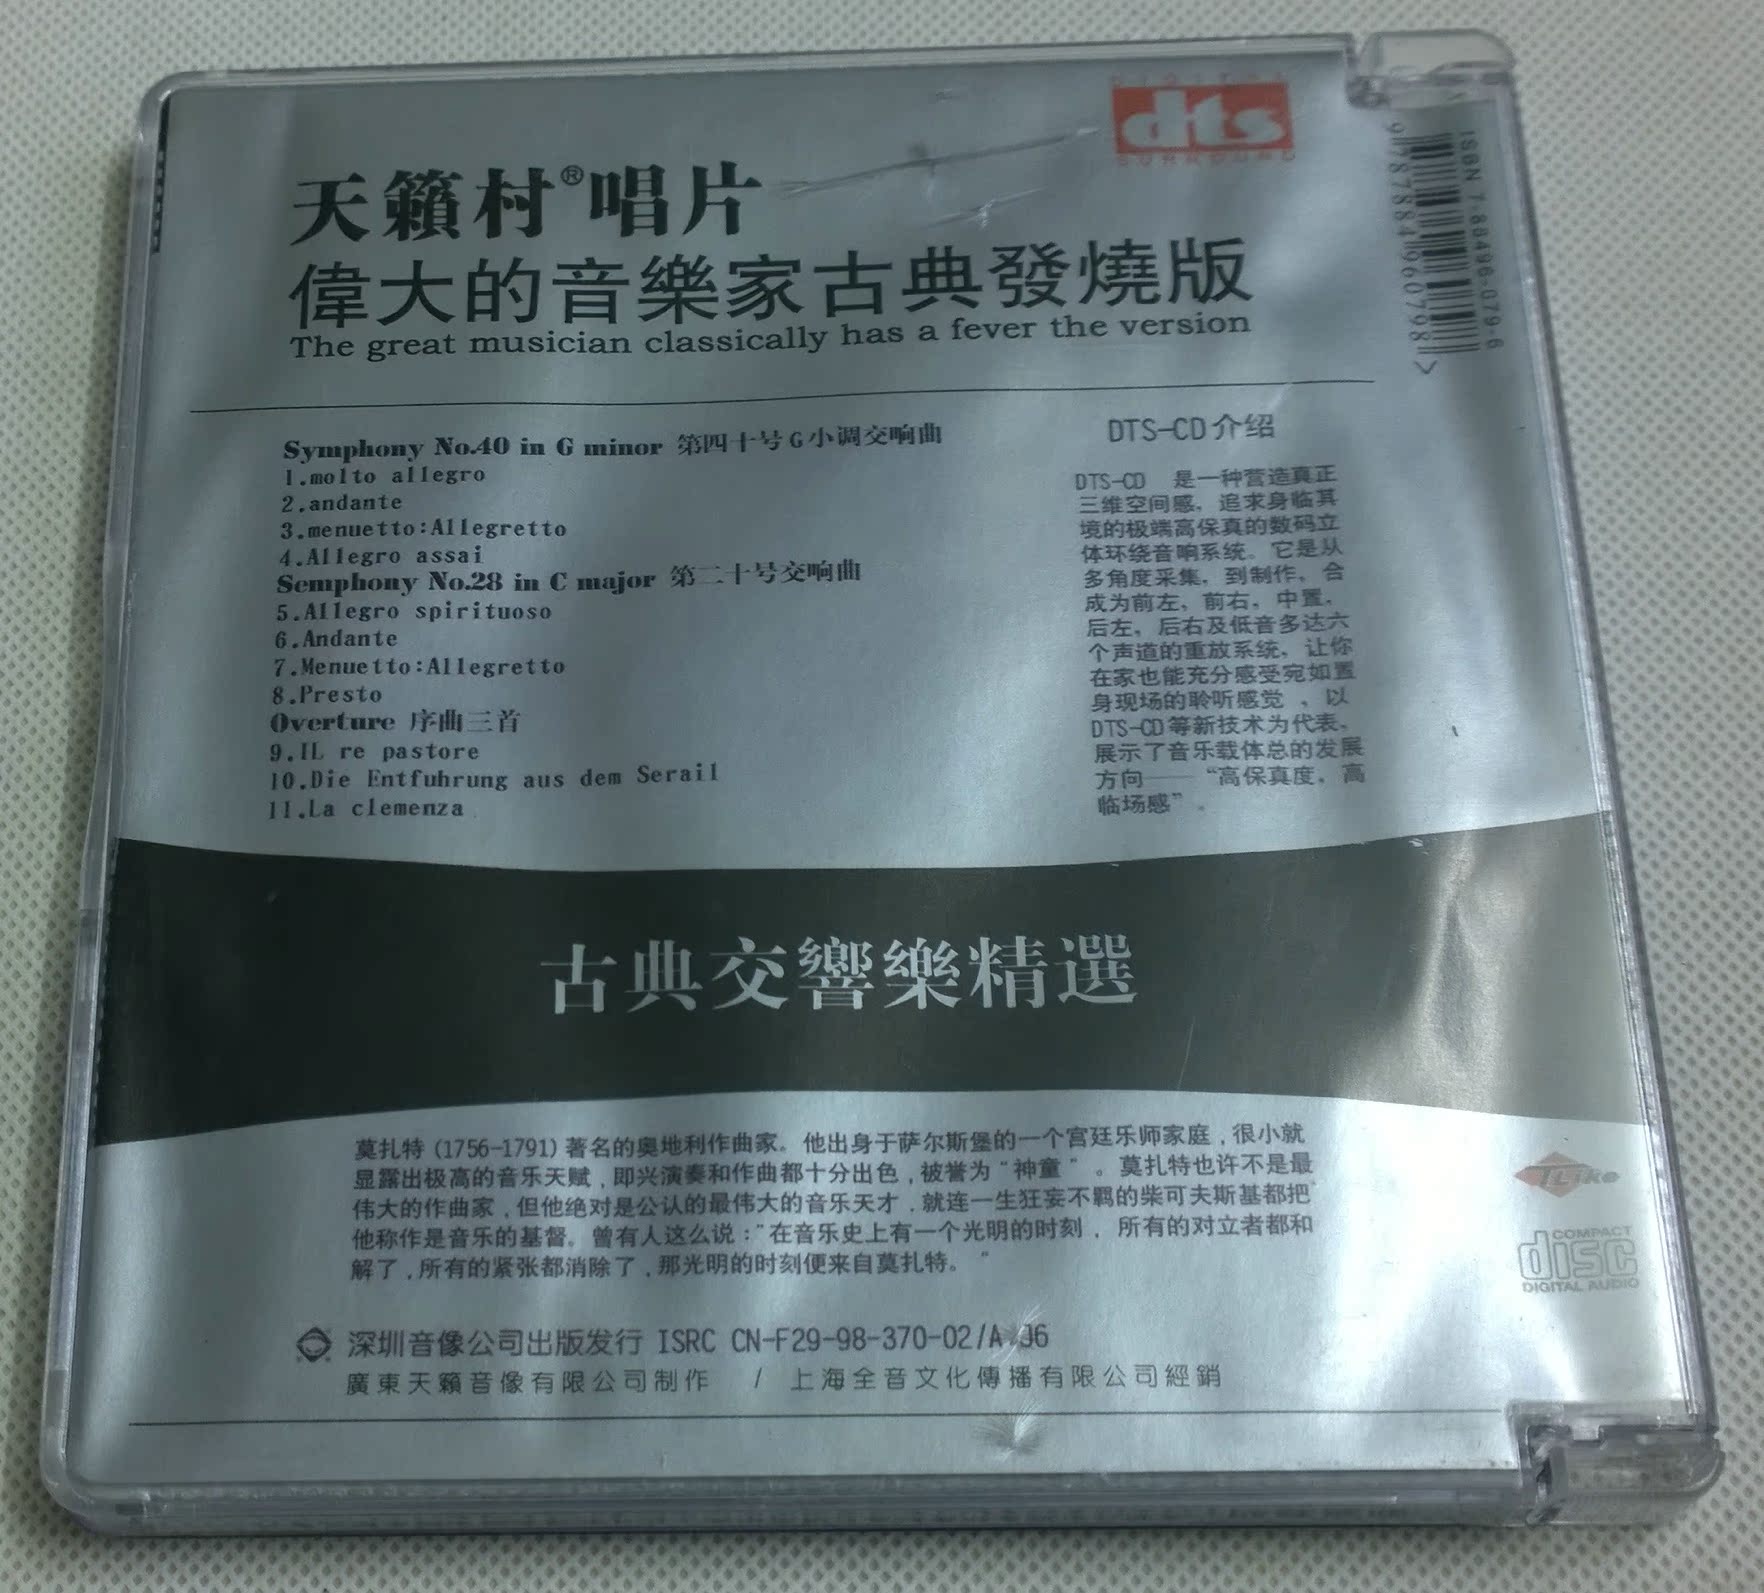 DIGITAL
dts
SURROUND
天籟村®唱片
偉大的音樂家古典發燒版
The great musician classically has a fever the version
ISBN 7-88496-079-6
9 787884 960798 >
Symphony No.40 in G minor 第四十号G小调交响曲
1.molto allegro
2.andante
3.menuetto:Allegretto
4.Allegro assai
Semphony No.28 in C major 第二十号交响曲
5.Allegro spirituoso
6.Andante
7.Menuetto:Allegretto
8.Presto
Overture 序曲三首
9.IL re pastore
10.Die Entfuhrung aus dem Serail
11.La clemenza
DTS-CD介绍
DTS-CD 是一种营造真正
三维空间感，追求身临其
境的极端高保真的数码立
体环绕音响系统。它是从
多角度采集，到制作，合
成为前左，前右，中置，
后左，后右及低音多达六
个声道的重放系统，让你
在家也能充分感受宛如置
身现场的聆听感觉 ，以
DTS-CD等新技术为代表，
展示了音乐载体总的发展
方向——“高保真度，高
临场感”。
古典交響樂精選
莫扎特(1756-1791)著名的奥地利作曲家。他出身于萨尔斯堡的一个宫廷乐师家庭,很小就
显露出极高的音乐天赋,即兴演奏和作曲都十分出色,被誉为"神童"。莫扎特也许不是最
伟大的作曲家,但他绝对是公认的最伟大的音乐天才.就连一生狂妄不羁的柴可夫斯基都把
他称作是音乐的基督。曾有人这么说:"在音乐史上有一个光明的时刻，所有的对立者都和
解了,所有的紧张都消除了,那光明的时刻便来自莫扎特。"
COMPACT
disc
DIGITAL AUDIO
深圳音像公司出版发行 ISRC CN-F29-98-370-02/A.J6
廣東天籟音像有限公司制作 / 上海全音文化傳播有限公司經銷